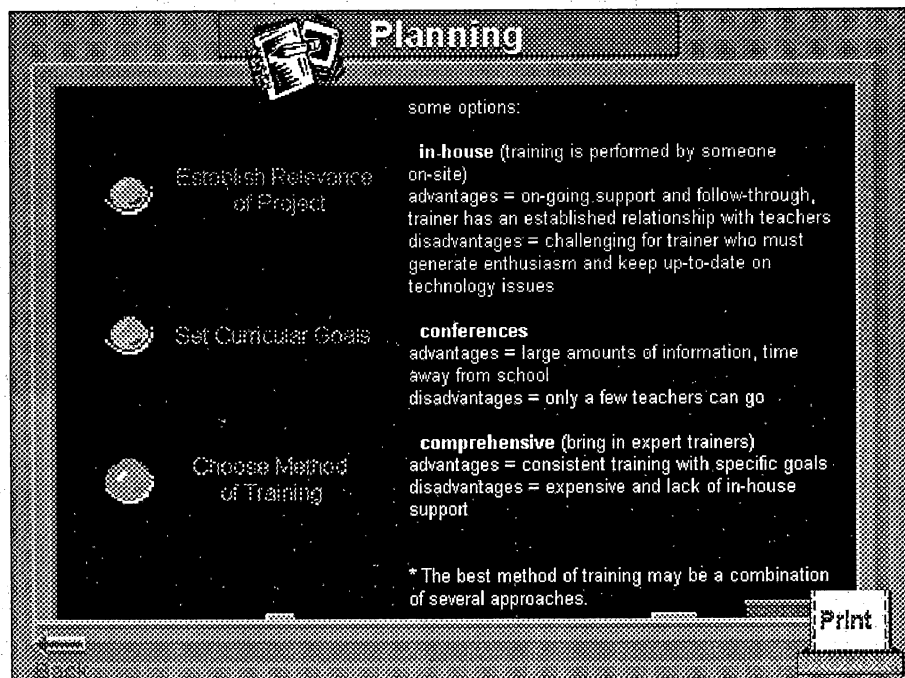 Planning
Establish Relevance
of Project
Set Curricular Goals
Choose Method
of Training
some options:
in-house (training is performed by someone
on-site)
advantages = on-going support and follow-through,
trainer has an established relationship with teachers
disadvantages = challenging for trainer who must
generate enthusiasm and keep up-to-date on
technology issues
conferences
advantages = large amounts of information, time
away from school
disadvantages = only a few teachers can go
comprehensive (bring in expert trainers)
advantages = consistent training with specific goals
disadvantages = expensive and lack of in-house
support
* The best method of training may be a combination
of several approaches.
Print
Back